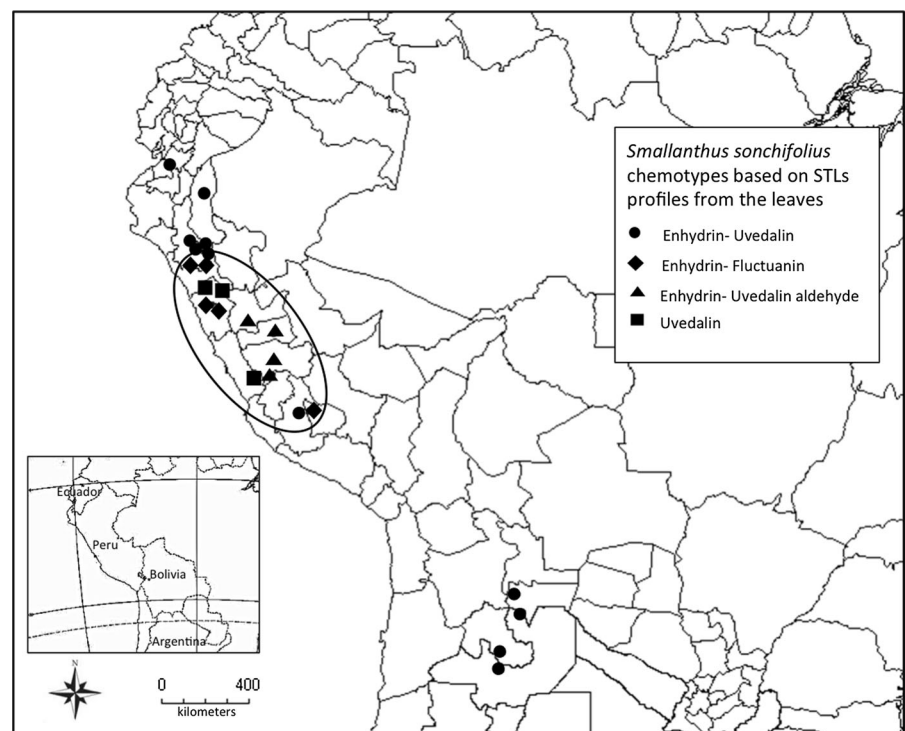 Smallanthus sonchifolius
chemotypes based on STLs
profiles from the leaves
Enhydrin- Uvedalin
Enhydrin- Fluctuanin
Enhydrin- Uvedalin aldehyde
Uvedalin
Equador
Peru
Bolivia
Argentina
N
0 400
kilometers